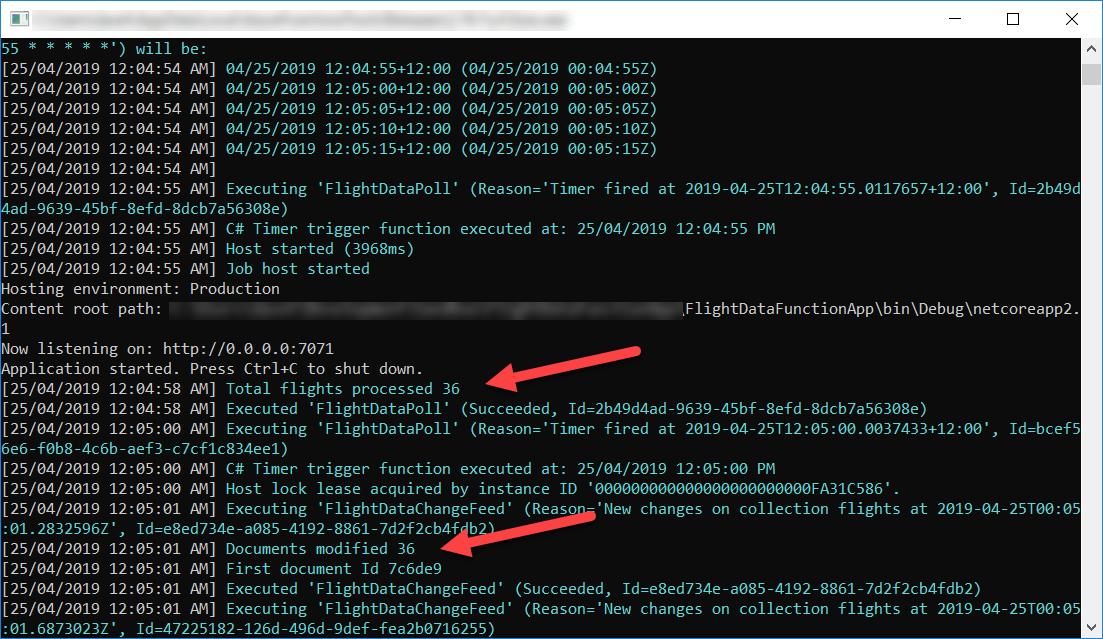 55 * * * * *') will be:
[25/04/2019 12:04:54 AM] 04/25/2019 12:04:55+12:00 (04/25/2019 00:04:55Z)
[25/04/2019 12:04:54 AM] 04/25/2019 12:05:00+12:00 (04/25/2019 00:05:00Z)
[25/04/2019 12:04:54 AM] 04/25/2019 12:05:05+12:00 (04/25/2019 00:05:05Z)
[25/04/2019 12:04:54 AM] 04/25/2019 12:05:10+12:00 (04/25/2019 00:05:10Z)
[25/04/2019 12:04:54 AM] 04/25/2019 12:05:15+12:00 (04/25/2019 00:05:15Z)
[25/04/2019 12:04:54 AM]
[25/04/2019 12:04:55 AM] Executing 'FlightDataPoll' (Reason='Timer fired at 2019-04-25T12:04:55.0117657+12:00', Id=2b49d
4ad-9639-45bf-8efd-8dcb7a56308e)
[25/04/2019 12:04:55 AM] C# Timer trigger function executed at: 25/04/2019 12:04:55 PM
[25/04/2019 12:04:55 AM] Host started (3968ms)
[25/04/2019 12:04:55 AM] Job host started
Hosting environment: Production
Content root path: \FlightDataFunctionApp\bin\Debug\netcoreapp2.
1
Now listening on: http://0.0.0.0:7071
Application started. Press Ctrl+C to shut down.
[25/04/2019 12:04:58 AM] Total flights processed 36
[25/04/2019 12:04:58 AM] Executed 'FlightDataPoll' (Succeeded, Id=2b49d4ad-9639-45bf-8efd-8dcb7a56308e)
[25/04/2019 12:05:00 AM] Executing 'FlightDataPoll' (Reason='Timer fired at 2019-04-25T12:05:00.0037433+12:00', Id=bcef5
6e6-f0b8-4c6b-aef3-c7cf1c834ee1)
[25/04/2019 12:05:00 AM] C# Timer trigger function executed at: 25/04/2019 12:05:00 PM
[25/04/2019 12:05:00 AM] Host lock lease acquired by instance ID '000000000000000000000000FA31C586'.
[25/04/2019 12:05:01 AM] Executing 'FlightDataChangeFeed' (Reason='New changes on collection flights at 2019-04-25T00:05
:01.2832596Z', Id=e8ed734e-a085-4192-8861-7d2f2cb4fdb2)
[25/04/2019 12:05:01 AM] Documents modified 36
[25/04/2019 12:05:01 AM] First document Id 7c6de9
[25/04/2019 12:05:01 AM] Executed 'FlightDataChangeFeed' (Succeeded, Id=e8ed734e-a085-4192-8861-7d2f2cb4fdb2)
[25/04/2019 12:05:01 AM] Executing 'FlightDataChangeFeed' (Reason='New changes on collection flights at 2019-04-25T00:05
:01.6873023Z', Id=47225182-126d-496d-9def-fea2b0716255)